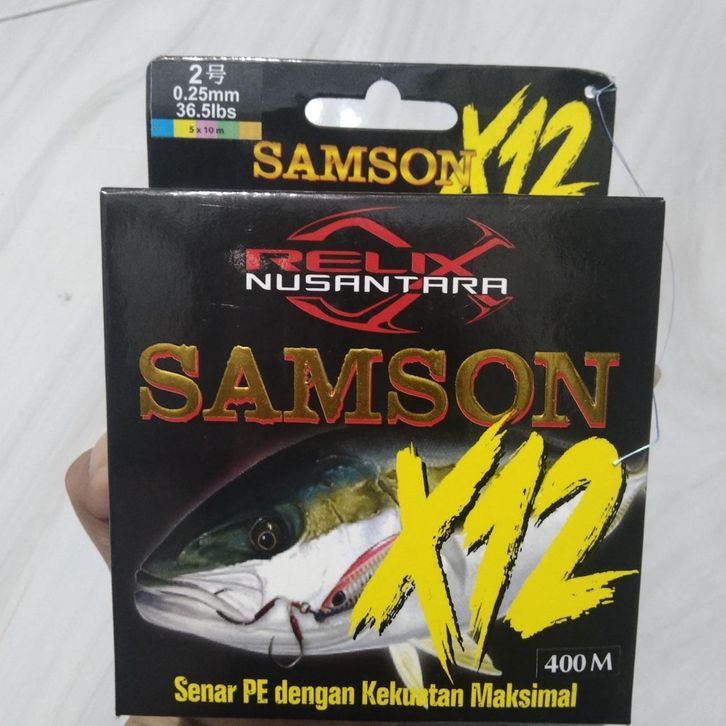 2号
0.25mm
36.5lbs
5 x 10 m
SAMSON X12
RELIX
NUSANTARA
SAMSON
X12
400 M
Senar PE dengan Kekuatan Maksimal